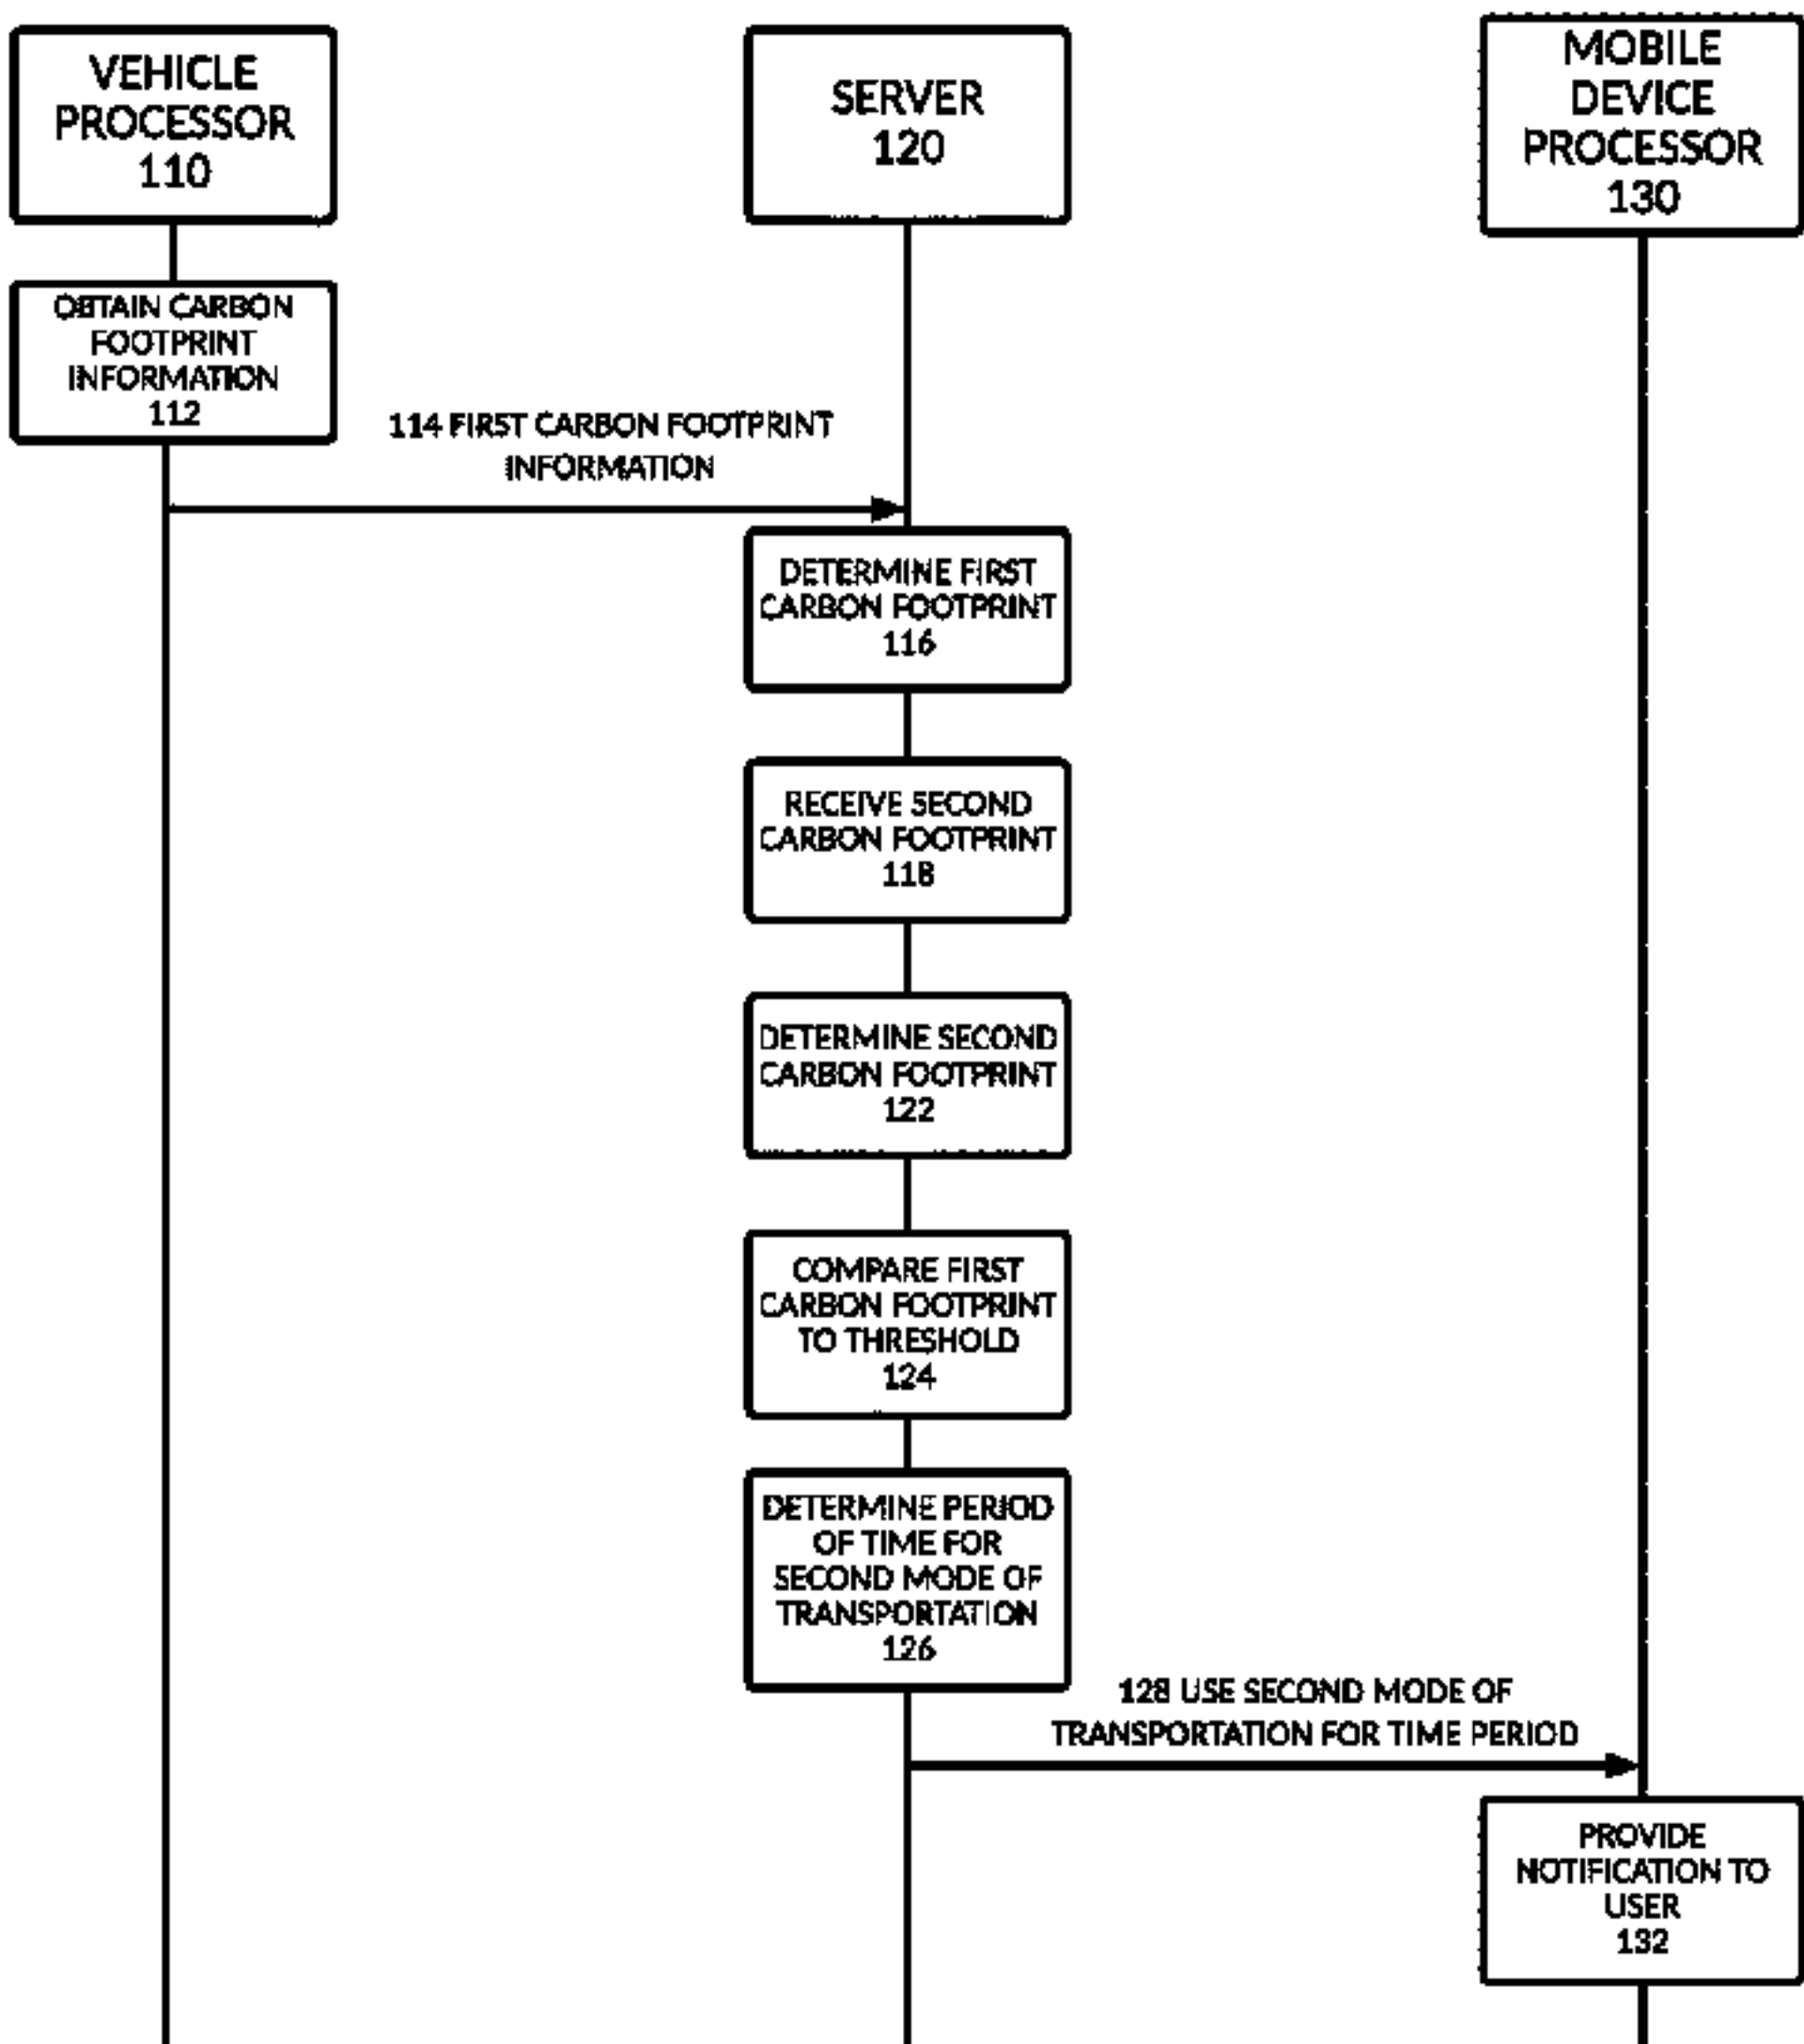 VEHICLE
PROCESSOR
110
SERVER
120
MOBILE
DEVICE
PROCESSOR
130
OBTAIN CARBON
FOOTPRINT
INFORMATION
112
114 FIRST CARBON FOOTPRINT
INFORMATION
DETERMINE FIRST
CARBON FOOTPRINT
116
RECEIVE SECOND
CARBON FOOTPRINT
118
DETERMINE SECOND
CARBON FOOTPRINT
122
COMPARE FIRST
CARBON FOOTPRINT
TO THRESHOLD
124
DETERMINE PERIOD
OF TIME FOR
SECOND MODE OF
TRANSPORTATION
126
128 USE SECOND MODE OF
TRANSPORTATION FOR TIME PERIOD
PROVIDE
NOTIFICATION TO
USER
132